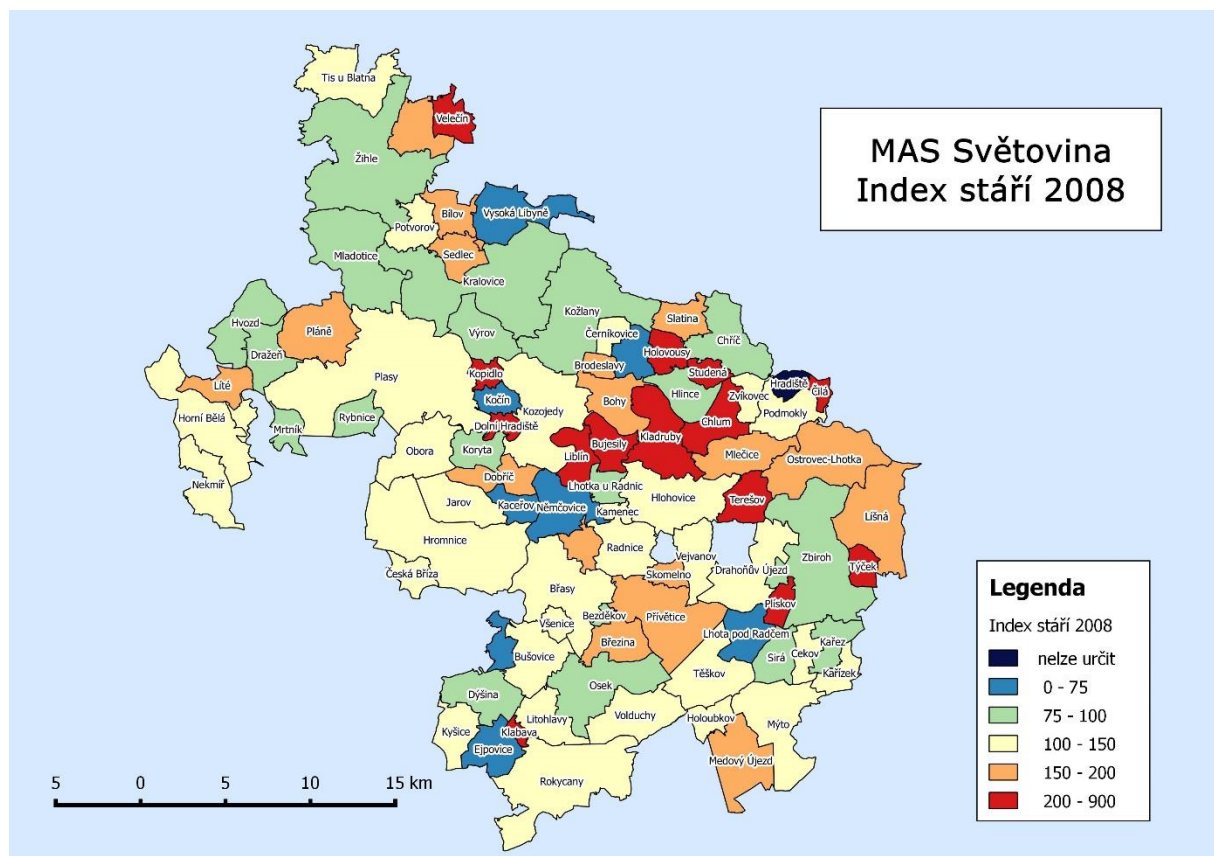 MAS Světovina
Index stáří 2008
Tis u Blatna
Velečín
Žihle
Bílov
Vysoká Libyně
Potvorov
Sedlec
Mladotice
Kralovice
Kožlany
Hvozd
Pláně
Výrov
Černíkovice
Slatina
Chříč
Dražeň
Holovousy
Brodeslavy
Studená
Líté
Plasy
Kopidlo
Hradiště
Čilá
Hlince
Zvíkovec
Kočín
Kozojedy
Bohy
Podmokly
Horní Bělá
Mrtník
Rybnice
Dolní Hradiště
Chlum
Kladruby
Bujesily
Obora
Koryta
Liblín
Mlečice
Ostrovec-Lhotka
Dobříč
Lhotka u Radnic
Hlohovice
Nekmíř
Jarov
Kaceřov
Němčovice
Kamenec
Terešov
Líšná
Hromnice
Radnice
Vejvanov
Zbiroh
Drahoňův Újezd
Týček
Česká Bříza
Skomelno
Břasy
Plískov
Bezděkov
Přívětice
Všenice
Lhota pod Radčem
Kařez
Březina
Bušovice
Sirá
Cekov
Těškov
Kařízek
Osek
Dýšina
Litohlavy
Volduchy
Holoubkov
Mýto
Kyšice
Klabava
Ejpovice
Medový Újezd
Rokycany
Legenda
Index stáří 2008
nelze určit
0 - 75
75 - 100
100 - 150
150 - 200
200 - 900
5 0 5 10 15 km